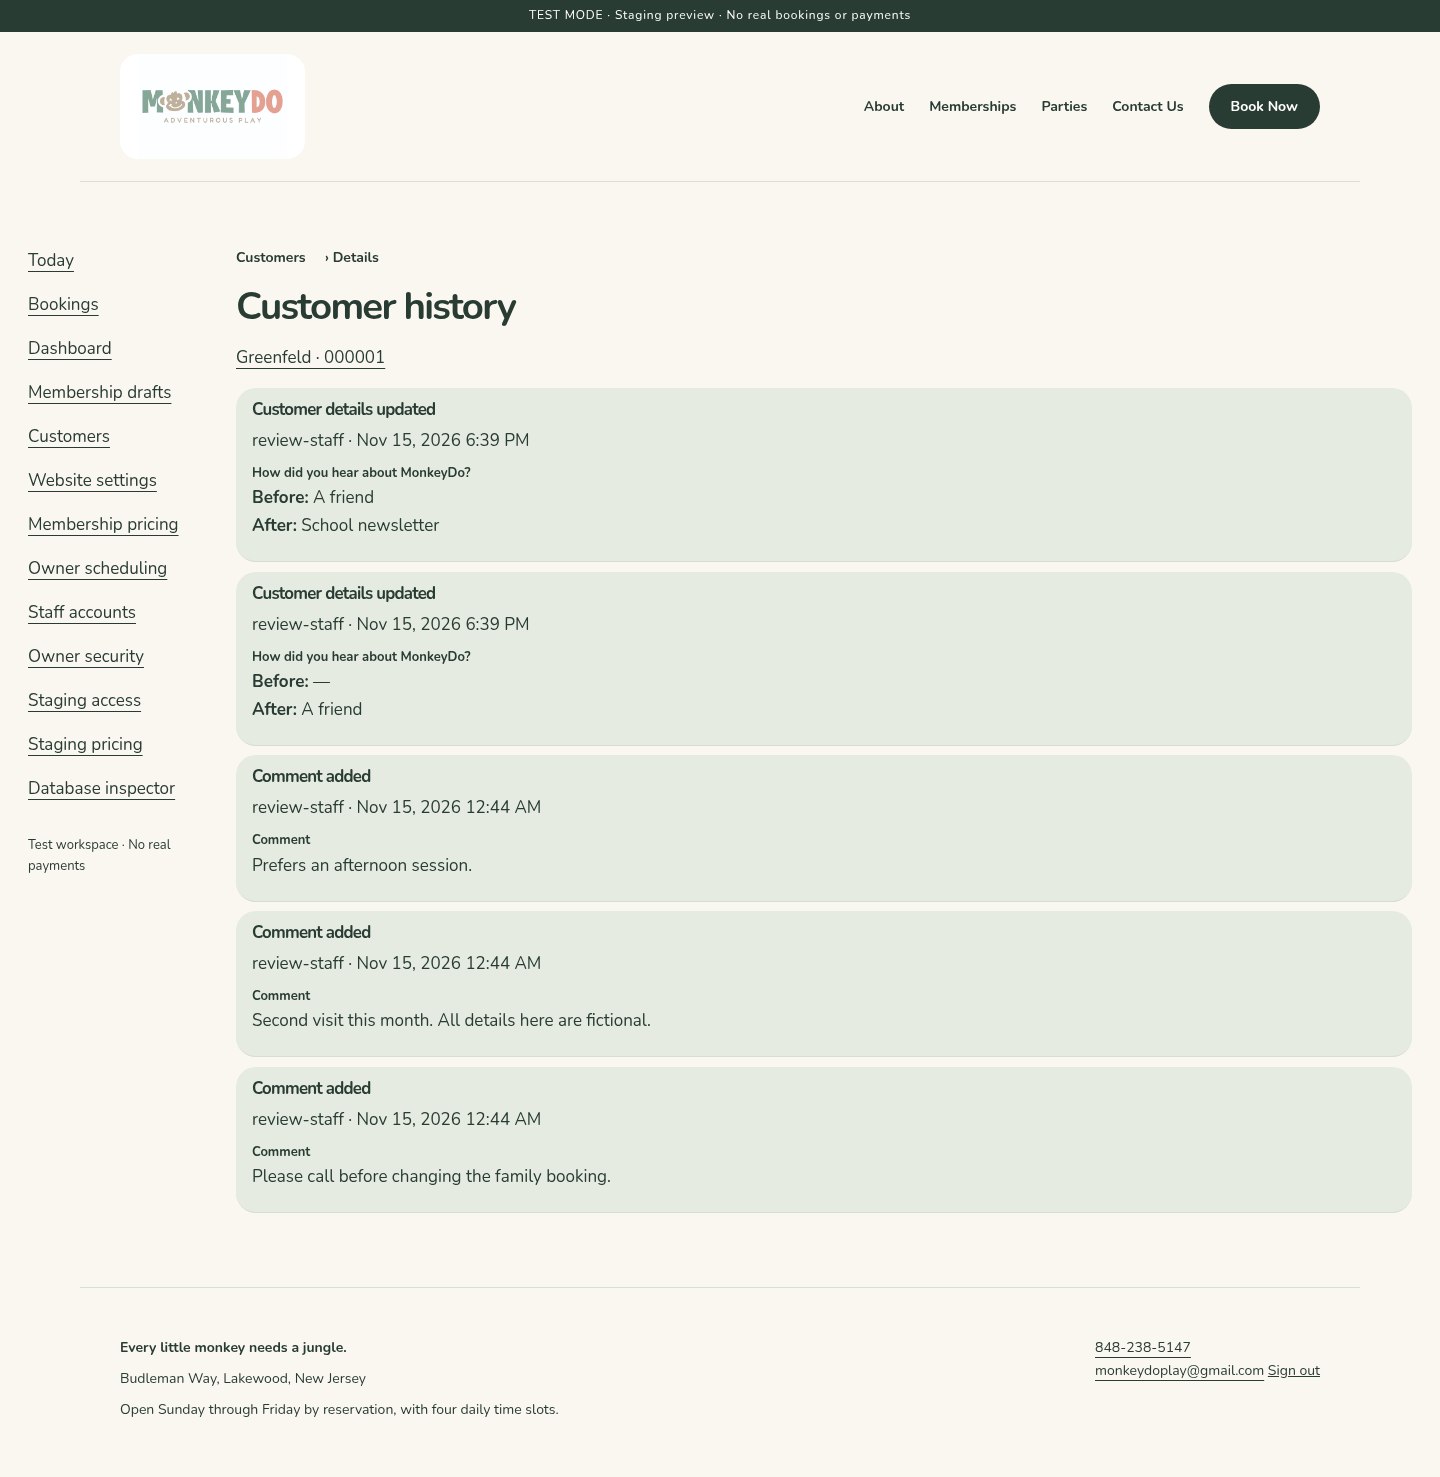 TEST MODE · Staging preview · No real bookings or payments
MONKEYDO
ADVENTUROUS PLAY
About Memberships Parties Contact Us Book Now
Today
Bookings
Dashboard
Membership drafts
Customers
Website settings
Membership pricing
Owner scheduling
Staff accounts
Owner security
Staging access
Staging pricing
Database inspector
Test workspace · No real
payments
Customers › Details
Customer history
Greenfeld · 000001
Customer details updated
review-staff · Nov 15, 2026 6:39 PM
How did you hear about MonkeyDo?
Before: A friend
After: School newsletter
Customer details updated
review-staff · Nov 15, 2026 6:39 PM
How did you hear about MonkeyDo?
Before: —
After: A friend
Comment added
review-staff · Nov 15, 2026 12:44 AM
Comment
Prefers an afternoon session.
Comment added
review-staff · Nov 15, 2026 12:44 AM
Comment
Second visit this month. All details here are fictional.
Comment added
review-staff · Nov 15, 2026 12:44 AM
Comment
Please call before changing the family booking.
Every little monkey needs a jungle.
Budleman Way, Lakewood, New Jersey
Open Sunday through Friday by reservation, with four daily time slots.
848-238-5147
monkeydoplay@gmail.com Sign out